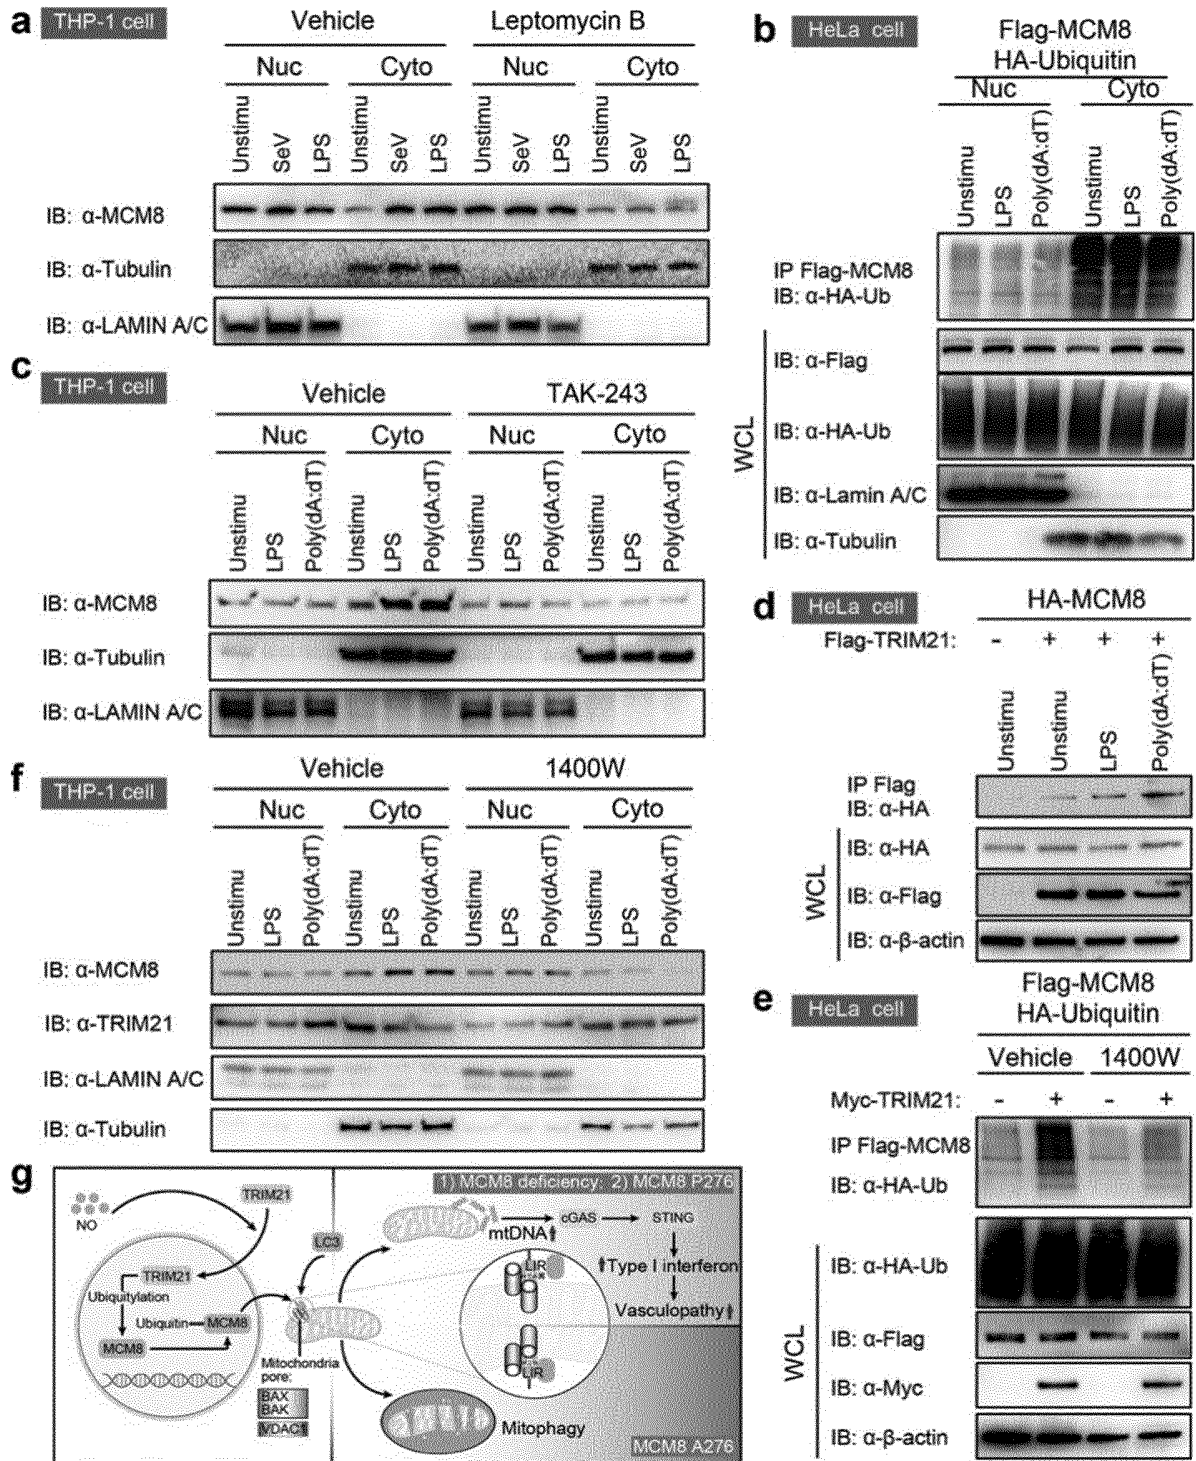 a THP-1 cell
Vehicle Leptomycin B
Nuc Cyto Nuc Cyto
Unstimu SeV LPS Unstimu SeV LPS Unstimu SeV LPS Unstimu SeV LPS
IB: α-MCM8
IB: α-Tubulin
IB: α-LAMIN A/C
b HeLa cell
Flag-MCM8
HA-Ubiquitin
Nuc Cyto
Unstimu LPS Poly(dA:dT) Unstimu LPS Poly(dA:dT)
IP Flag-MCM8
IB: α-HA-Ub
WCL
IB: α-Flag
IB: α-HA-Ub
IB: α-Lamin A/C
IB: α-Tubulin
c THP-1 cell
Vehicle TAK-243
Nuc Cyto Nuc Cyto
Unstimu LPS Poly(dA:dT) Unstimu LPS Poly(dA:dT) Unstimu LPS Poly(dA:dT) Unstimu LPS Poly(dA:dT)
IB: α-MCM8
IB: α-Tubulin
IB: α-LAMIN A/C
d HeLa cell
HA-MCM8
Flag-TRIM21: - + + +
Unstimu Unstimu LPS Poly(dA:dT)
IP Flag
IB: α-HA
WCL
IB: α-HA
IB: α-Flag
IB: α-β-actin
e HeLa cell
Flag-MCM8
HA-Ubiquitin
Vehicle 1400W
Myc-TRIM21: - + - +
IP Flag-MCM8
IB: α-HA-Ub
WCL
IB: α-HA-Ub
IB: α-Flag
IB: α-Myc
IB: α-β-actin
f THP-1 cell
Vehicle 1400W
Nuc Cyto Nuc Cyto
Unstimu LPS Poly(dA:dT) Unstimu LPS Poly(dA:dT) Unstimu LPS Poly(dA:dT) Unstimu LPS Poly(dA:dT)
IB: α-MCM8
IB: α-TRIM21
IB: α-LAMIN A/C
IB: α-Tubulin
g
NO
TRIM21
TRIM21
Ubiquitylation
MCM8
Ubiquitin MCM8
LC3
Mitochondria
pore:
BAX
BAK
VDAC1
1) MCM8 deficiency; 2) MCM8 P276
mtDNA cGAS STING
Type I interferon
Vasculopathy
LIR
LIR
Mitophagy
MCM8 A276